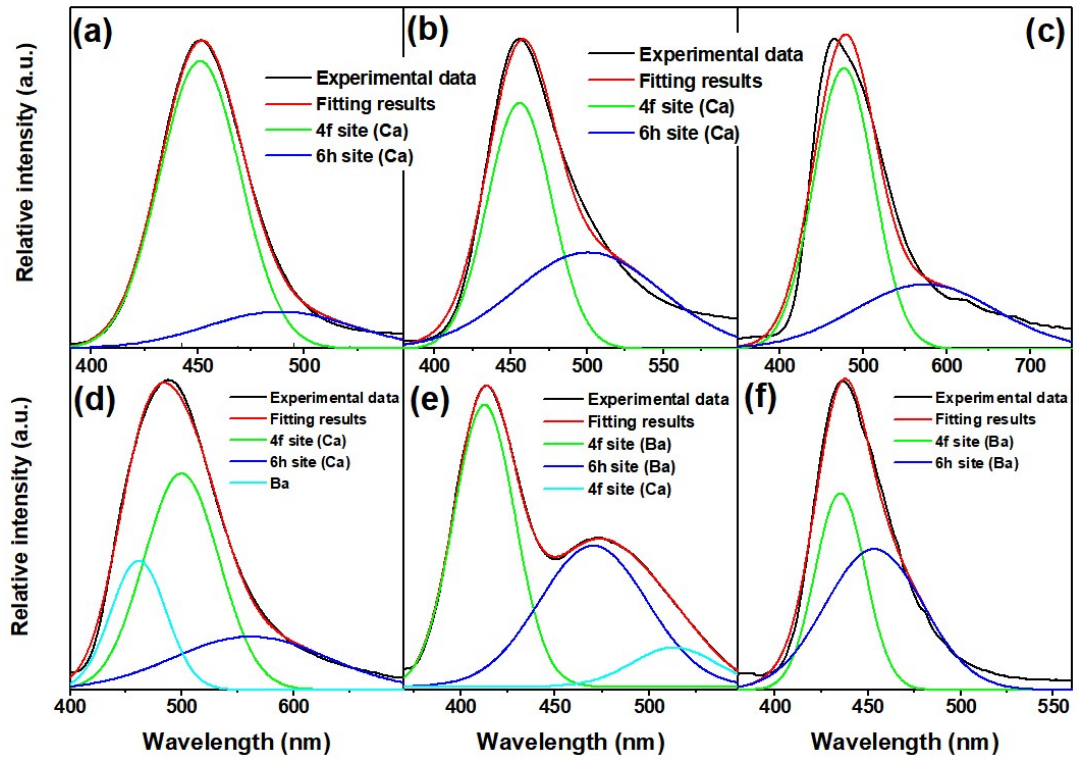 (a)
Experimental data
Fitting results
4f site (Ca)
6h site (Ca)
(b)
Experimental data
Fitting results
4f site (Ca)
6h site (Ca)
(c)
Relative intensity (a.u.)
400 450 500
400 450 500 550
400 500 600 700
(d)
Experimental data
Fitting results
4f site (Ca)
6h site (Ca)
Ba
(e)
Experimental data
Fitting results
4f site (Ba)
6h site (Ba)
4f site (Ca)
(f)
Experimental data
Fitting results
4f site (Ba)
6h site (Ba)
Relative intensity (a.u.)
400 500 600
400 450 500
400 450 500 550
Wavelength (nm)
Wavelength (nm)
Wavelength (nm)